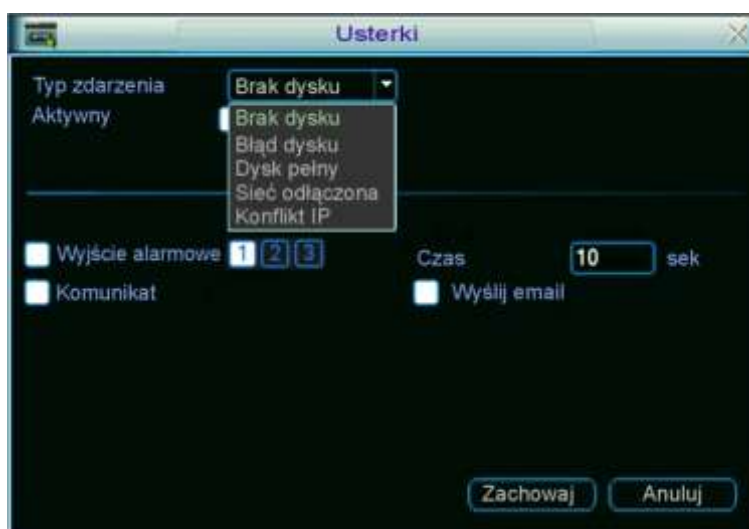 Usterki
Typ zdarzenia Brak dysku
Aktywny Brak dysku
Błąd dysku
Dysk pełny
Sieć odłączona
Konflikt IP
Wyjście alarmowe 1 2 3 Czas 10 sek
Komunikat Wyślij email
Zachowaj Anuluj